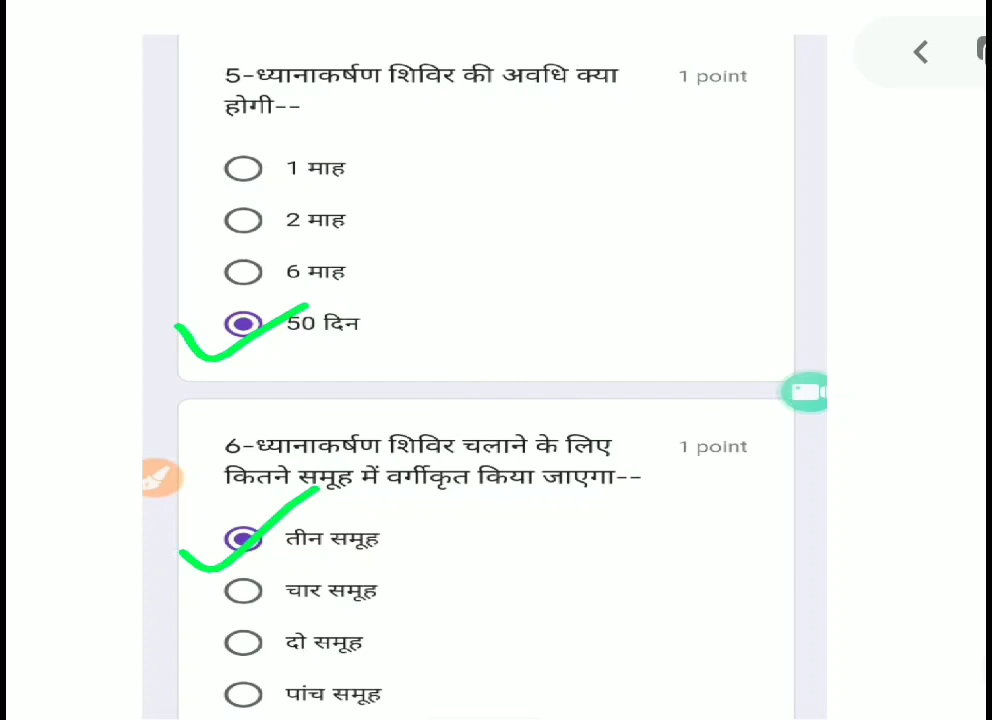 5-ध्यानाकर्षण शिविर की अवधि क्या
होगी--
1 point
1 माह
2 माह
6 माह
50 दिन
6-ध्यानाकर्षण शिविर चलाने के लिए
कितने समूह में वर्गीकृत किया जाएगा--
1 point
तीन समूह
चार समूह
दो समूह
पांच समूह